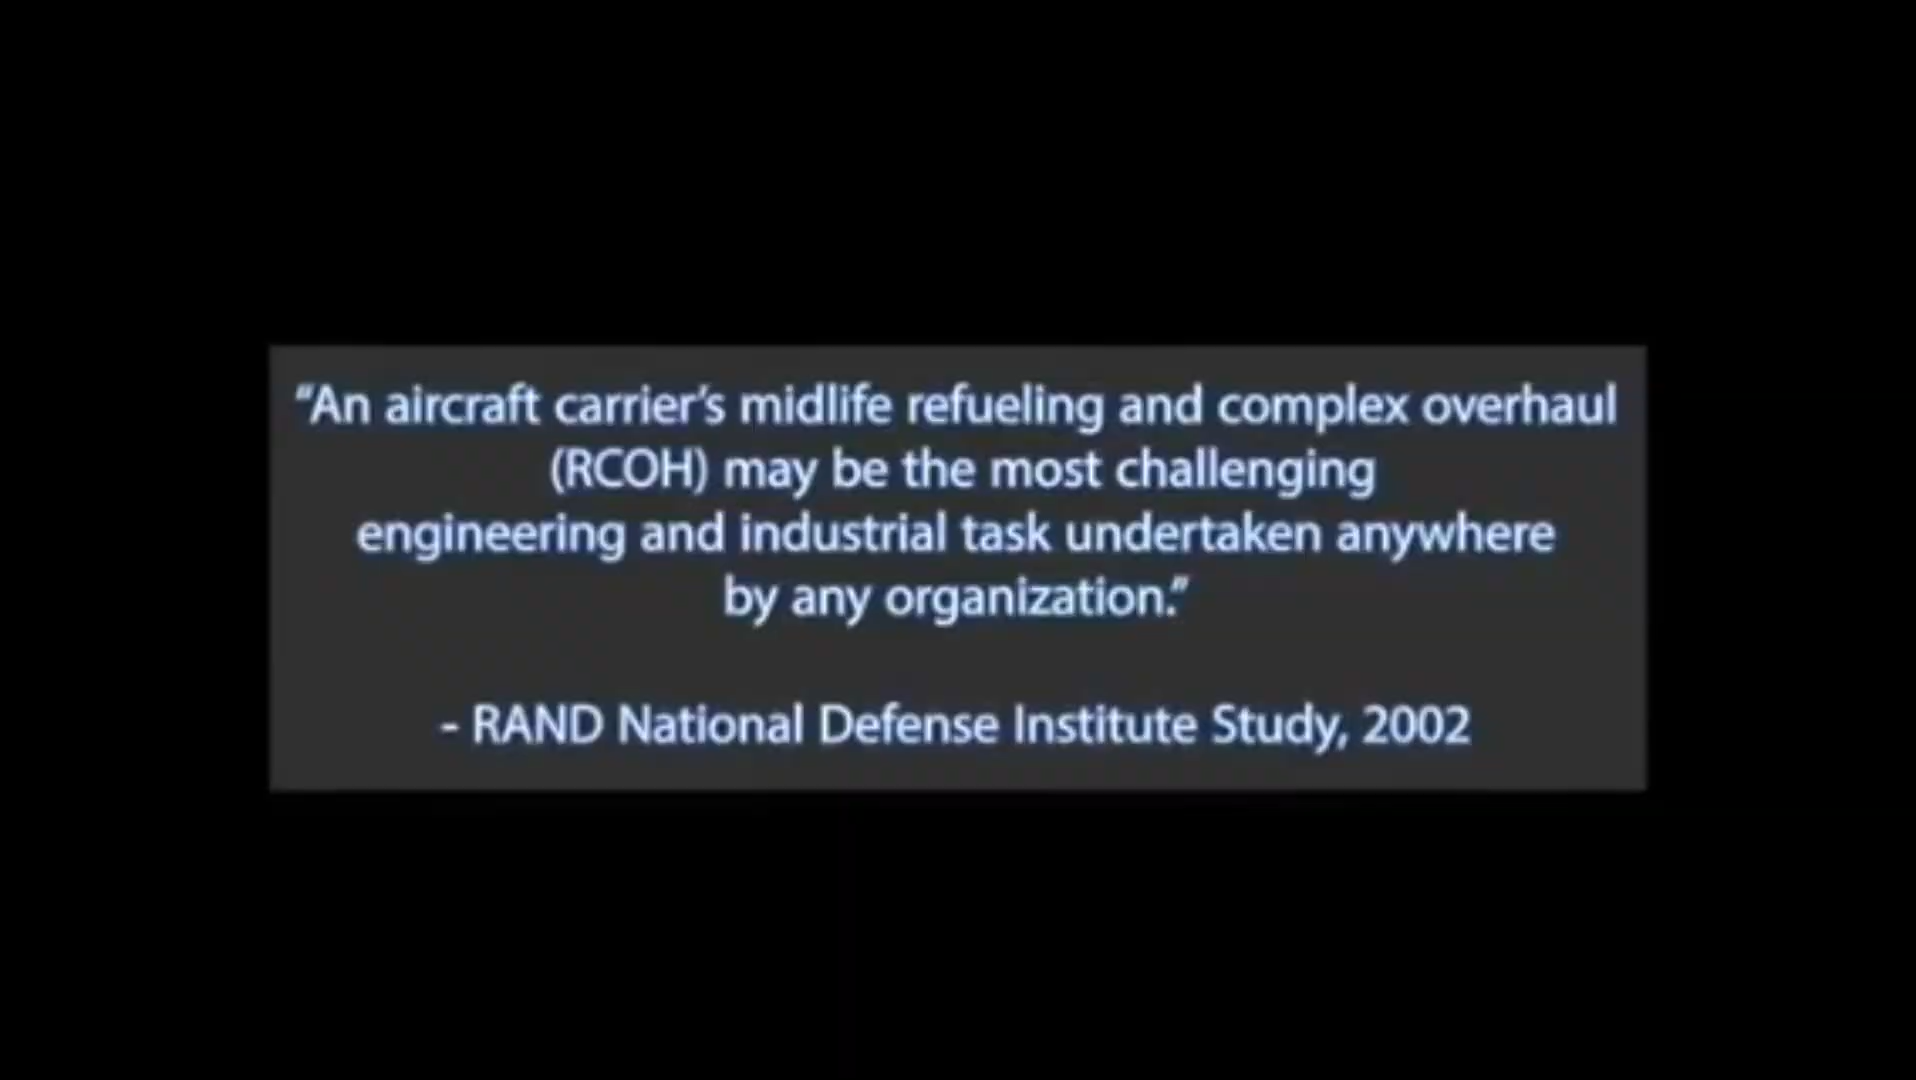 “An aircraft carrier’s midlife refueling and complex overhaul
(RCOH) may be the most challenging
engineering and industrial task undertaken anywhere
by any organization.”
- RAND National Defense Institute Study, 2002